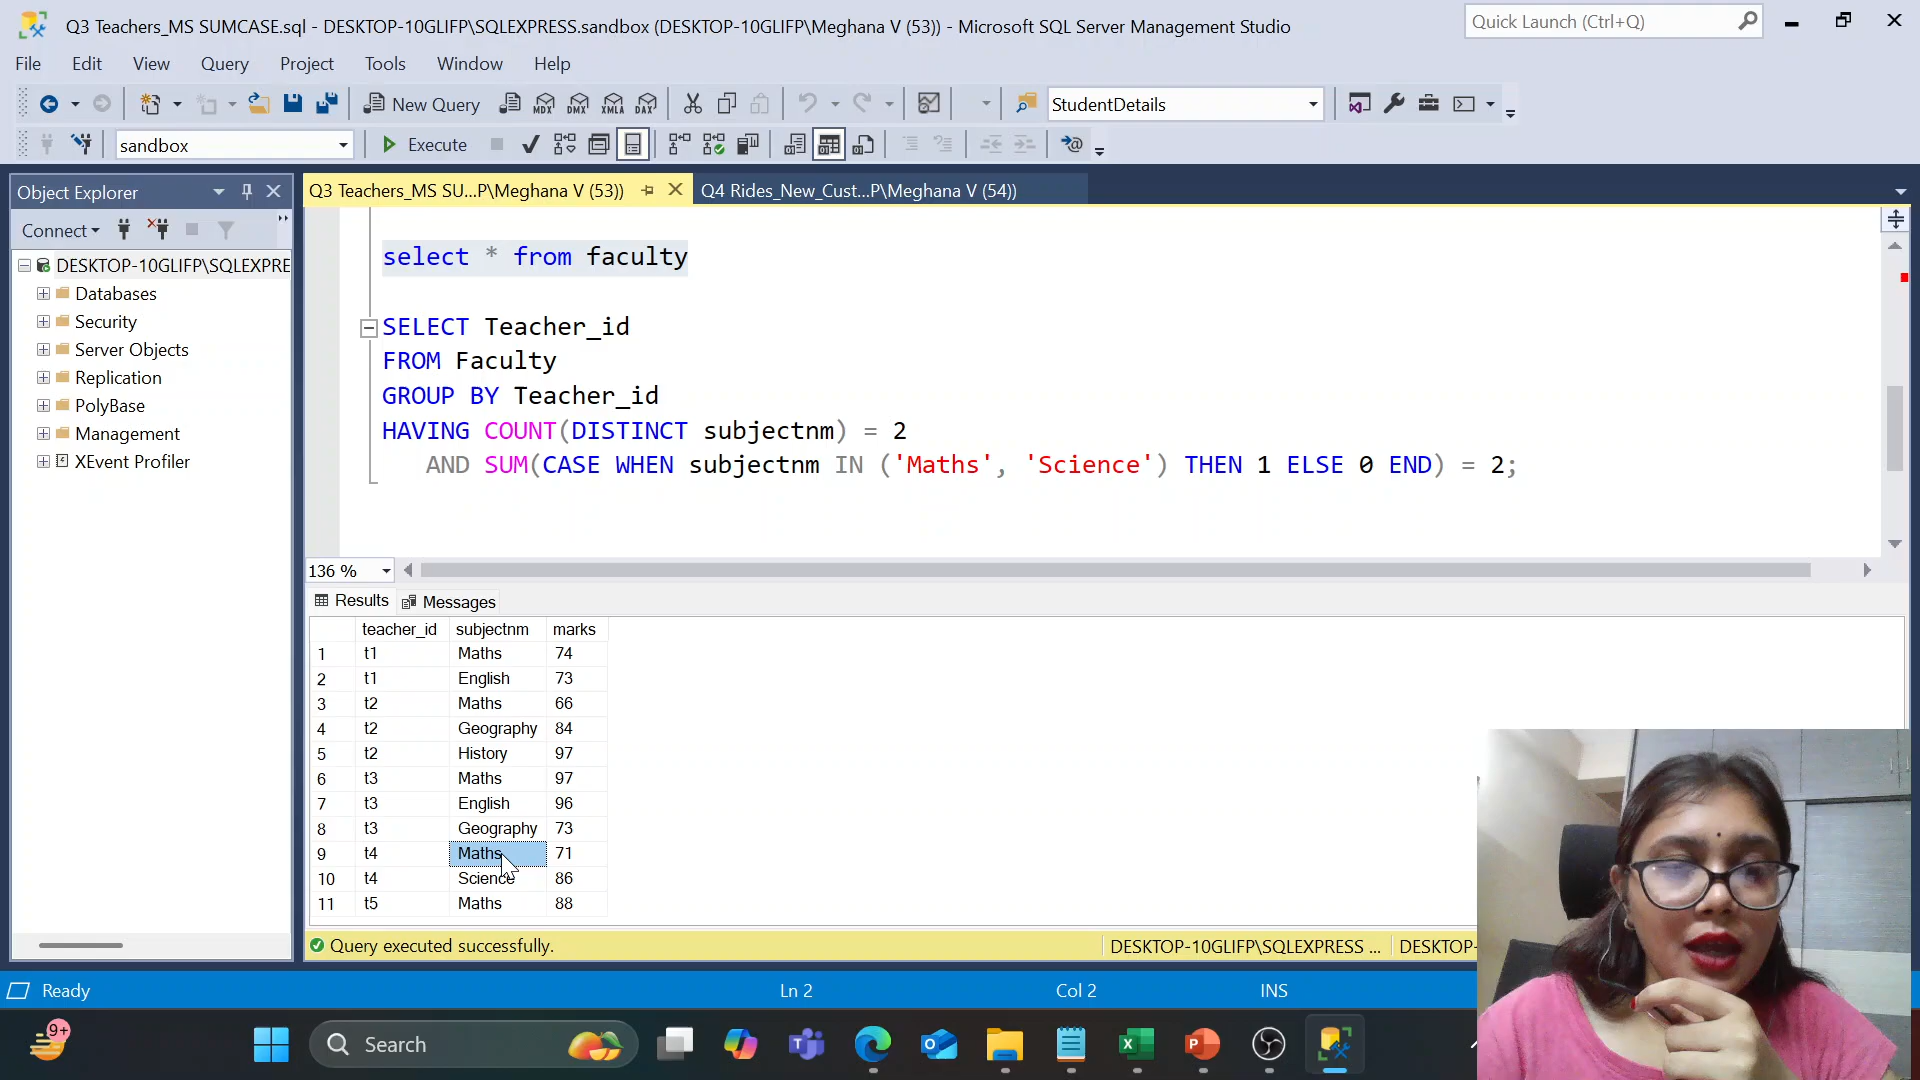 Q3 Teachers_MS SUMCASE.sql - DESKTOP-10GLIFP\SQLEXPRESS.sandbox (DESKTOP-10GLIFP\Meghana V (53)) - Microsoft SQL Server Management Studio
Quick Launch (Ctrl+Q)
File Edit View Query Project Tools Window Help
New Query
MDX DMX XMLA DAX
StudentDetails
sandbox
Execute
Object Explorer
Connect
DESKTOP-10GLIFP\SQLEXPRE
Databases
Security
Server Objects
Replication
PolyBase
Management
XEvent Profiler
Q3 Teachers_MS SU...P\Meghana V (53))
Q4 Rides_New_Cust...P\Meghana V (54))
select * from faculty
SELECT Teacher_id
FROM Faculty
GROUP BY Teacher_id
HAVING COUNT(DISTINCT subjectnm) = 2
AND SUM(CASE WHEN subjectnm IN ('Maths', 'Science') THEN 1 ELSE 0 END) = 2;
136 %
Results Messages
teacher_id subjectnm marks
1 t1 Maths 74
2 t1 English 73
3 t2 Maths 66
4 t2 Geography 84
5 t2 History 97
6 t3 Maths 97
7 t3 English 96
8 t3 Geography 73
9 t4 Maths 71
10 t4 Science 86
11 t5 Maths 88
Query executed successfully.
DESKTOP-10GLIFP\SQLEXPRESS ...
DESKTOP-
Ready
Ln 2
Col 2
INS
9+
Search